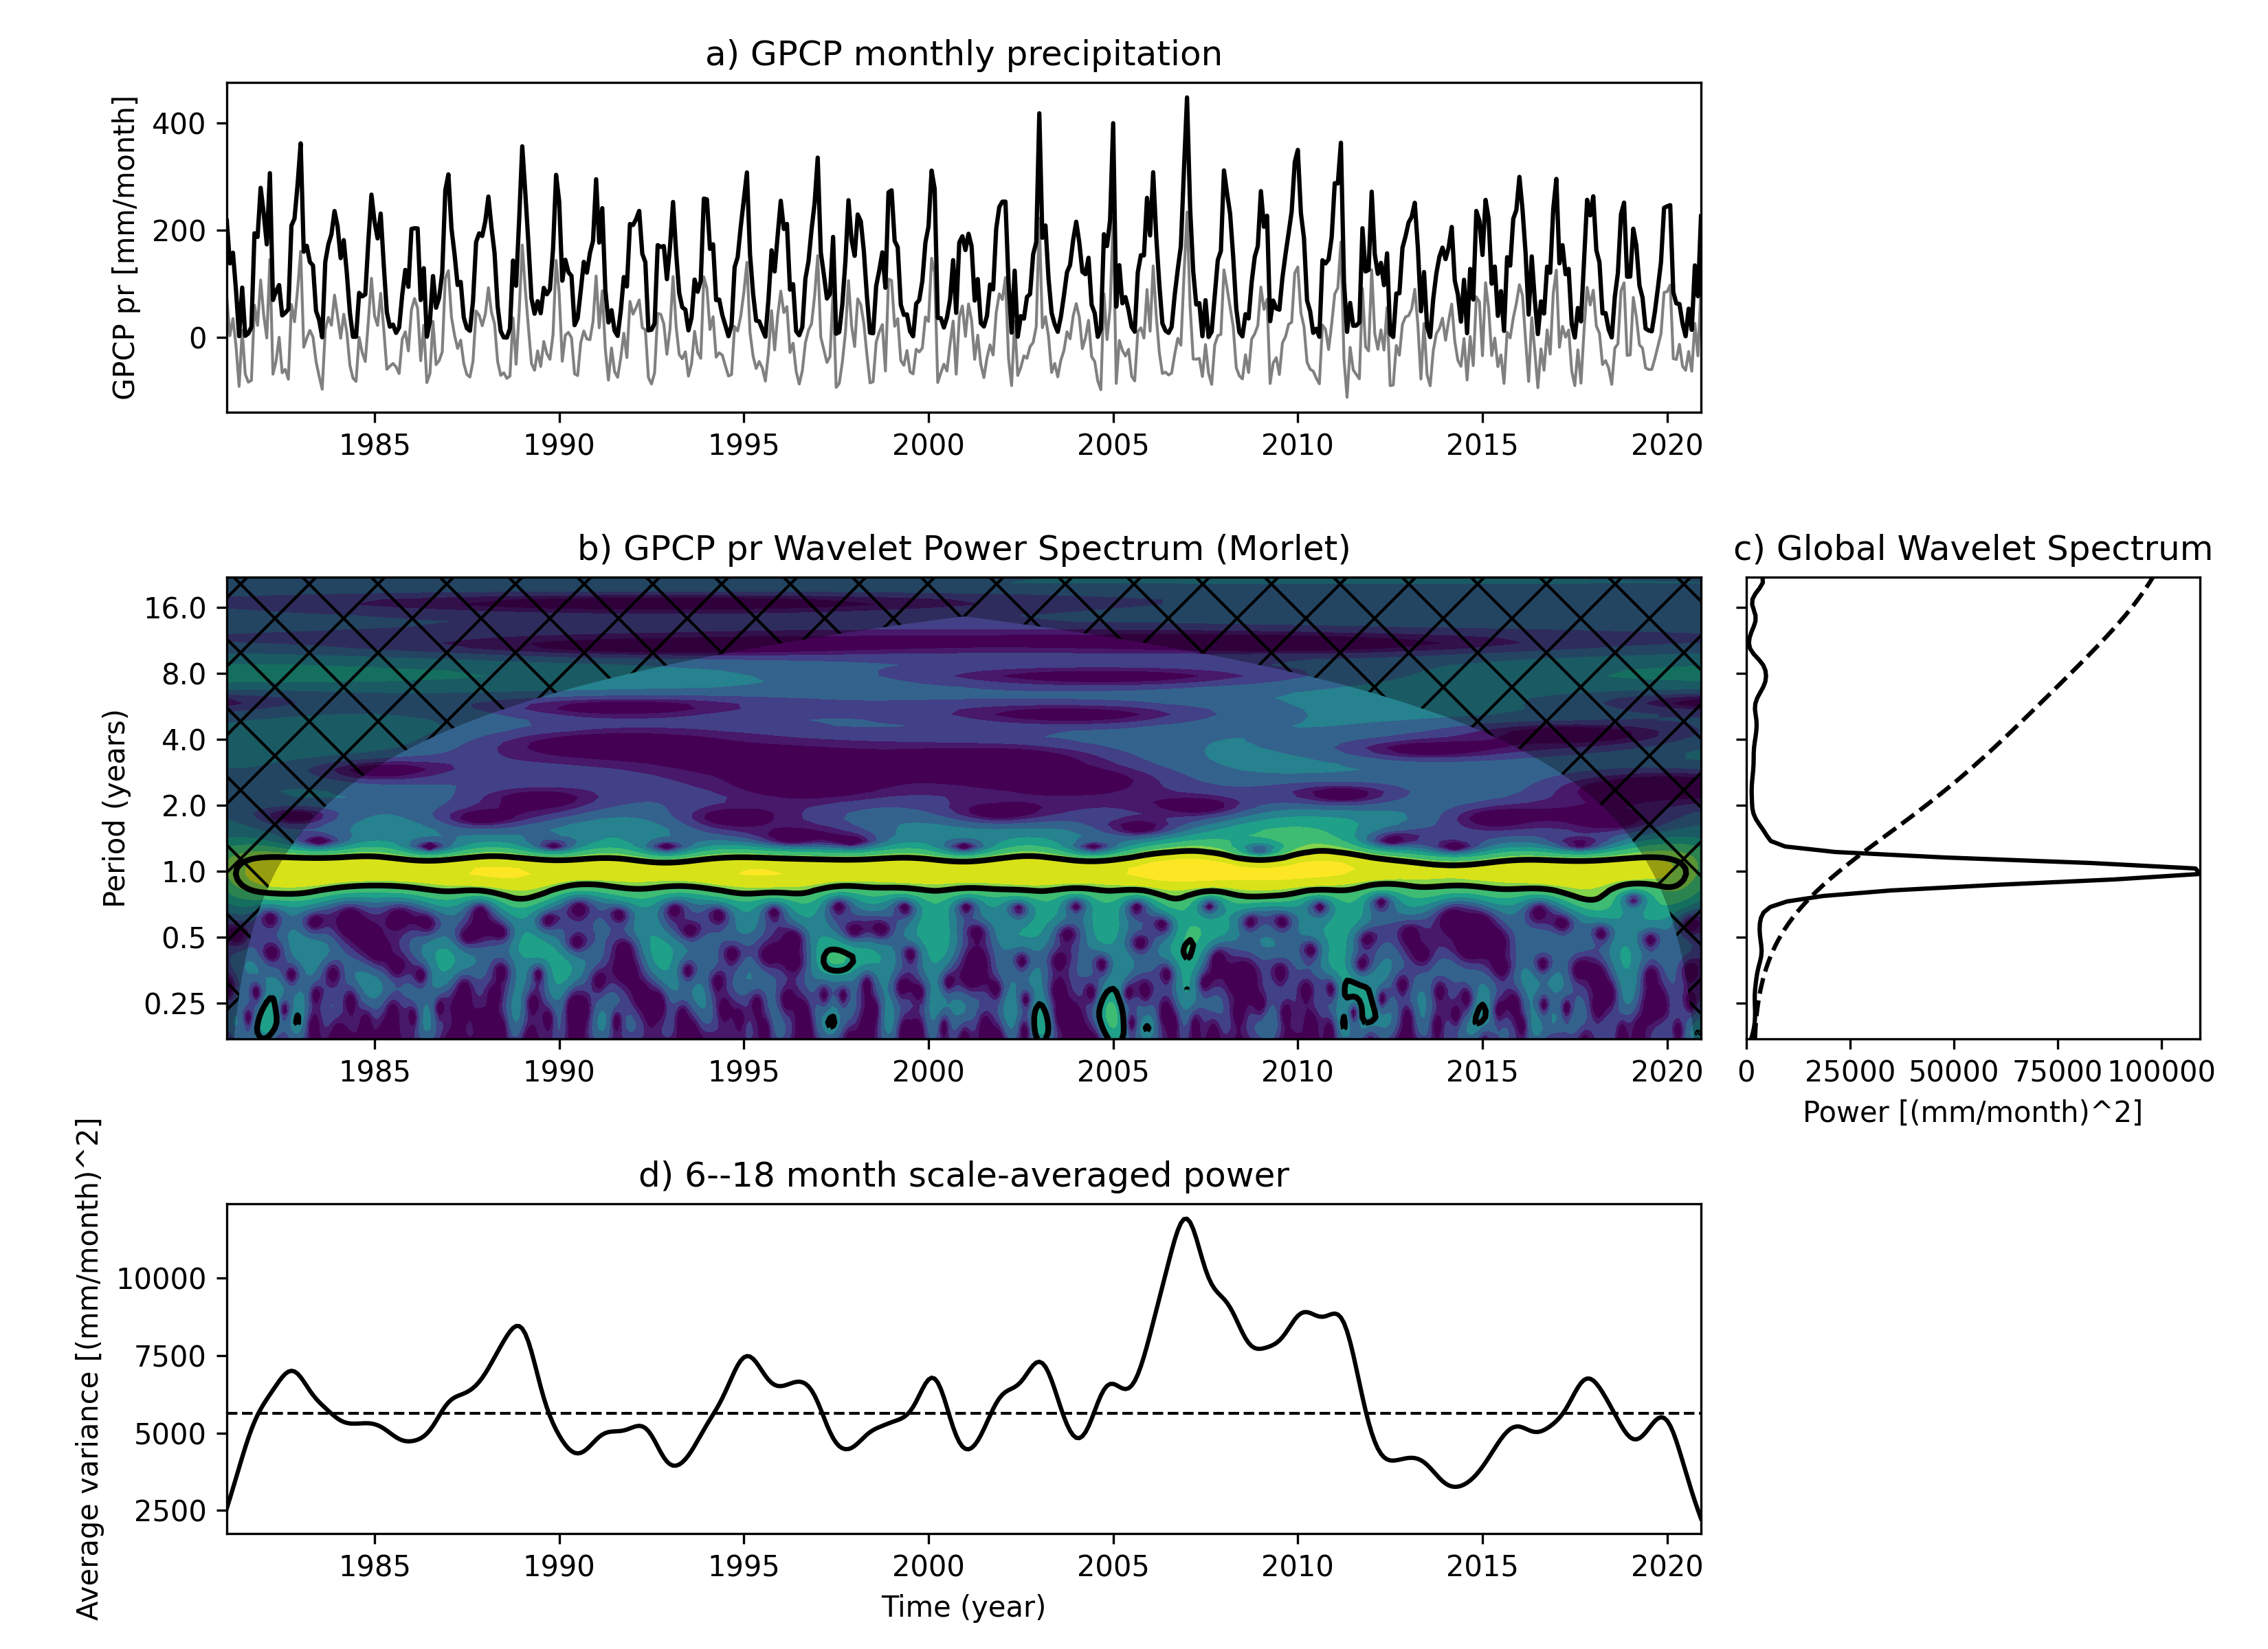 a) GPCP monthly precipitation
GPCP pr [mm/month]
400
200
0
1985 1990 1995 2000 2005 2010 2015 2020
b) GPCP pr Wavelet Power Spectrum (Morlet)
Period (years)
16.0
8.0
4.0
2.0
1.0
0.5
0.25
1985 1990 1995 2000 2005 2010 2015 2020
c) Global Wavelet Spectrum
0 25000 50000 75000 100000
Power [(mm/month)^2]
d) 6--18 month scale-averaged power
Average variance [(mm/month)^2]
10000
7500
5000
2500
1985 1990 1995 2000 2005 2010 2015 2020
Time (year)